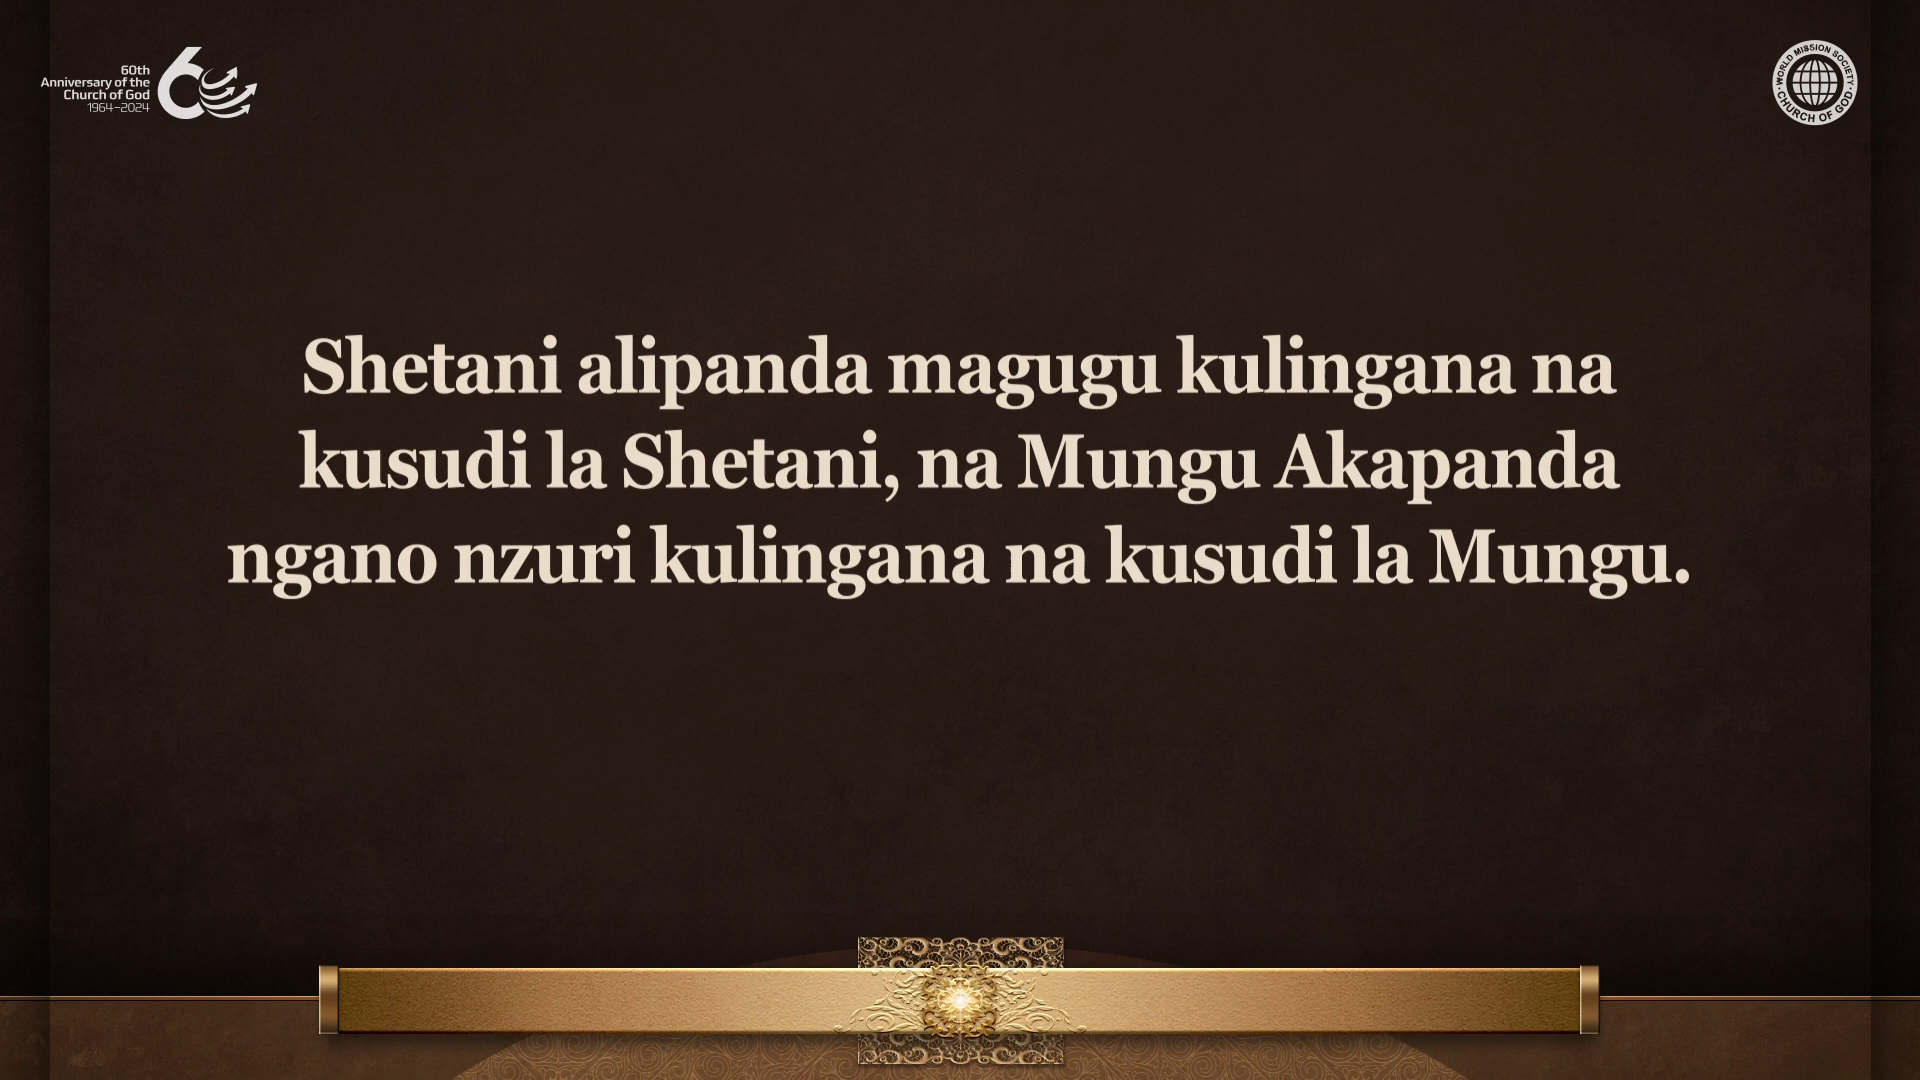 60th
Anniversary of the
Church of God
1964–2024
WORLD MISSION SOCIETY
CHURCH OF GOD
Shetani alipanda magugu kulingana na
kusudi la Shetani, na Mungu Akapanda
ngano nzuri kulingana na kusudi la Mungu.